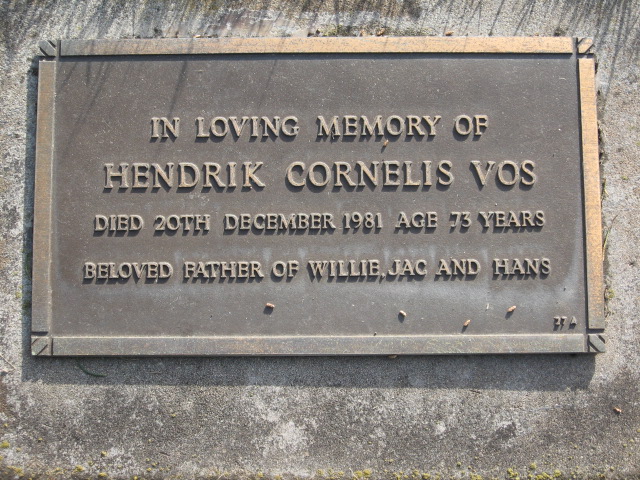 IN LOVING MEMORY OF
HENDRIK CORNELIS VOS
DIED 20TH DECEMBER 1981 AGE 73 YEARS
BELOVED FATHER OF WILLIE, JAC AND HANS